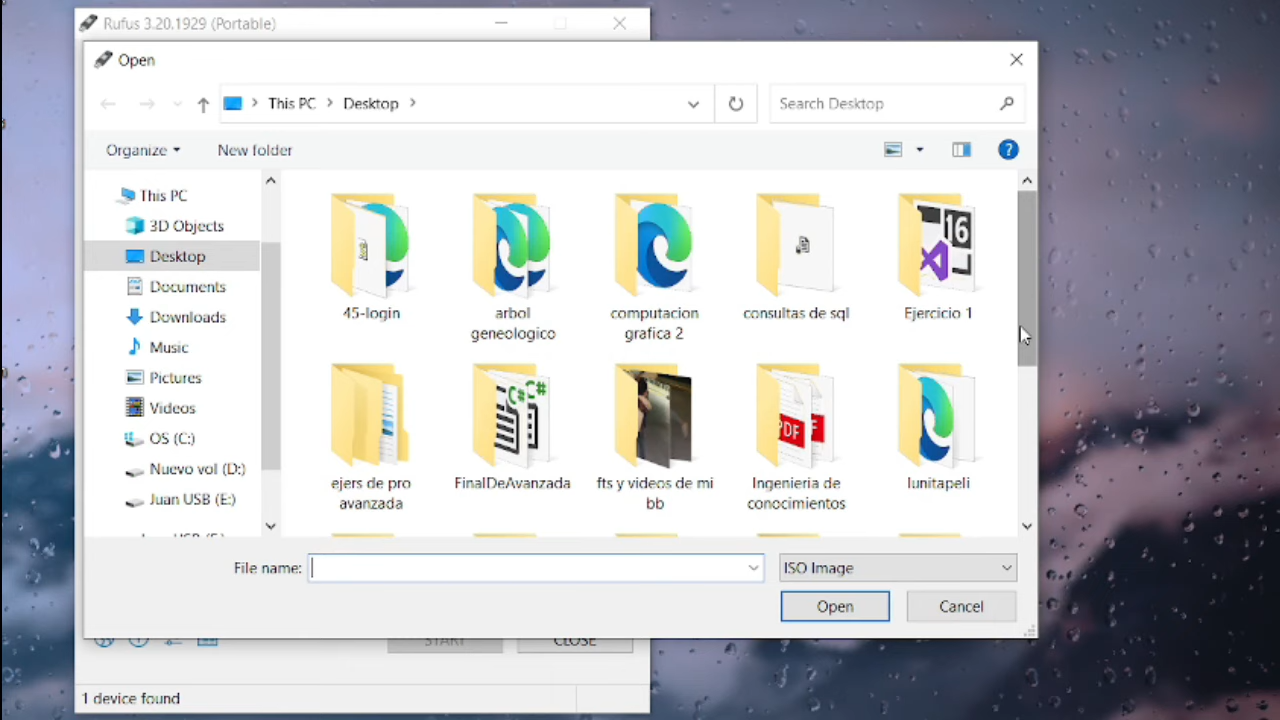 Rufus 3.20.1929 (Portable)
Open
This PC
Desktop
Search Desktop
Organize
New folder
?
This PC
3D Objects
Desktop
Documents
Downloads
Music
Pictures
Videos
OS (C:)
Nuevo vol (D:)
Juan USB (E:)
45-login
arbol
geneologico
computacion
grafica 2
consultas de sql
16
Ejercicio 1
ejers de pro
avanzada
C# C#
FinalDeAvanzada
fts y videos de mi
bb
PDF
Ingenieria de
conocimientos
lunitapeli
File name:
ISO Image
Open
Cancel
START
CLOSE
1 device found